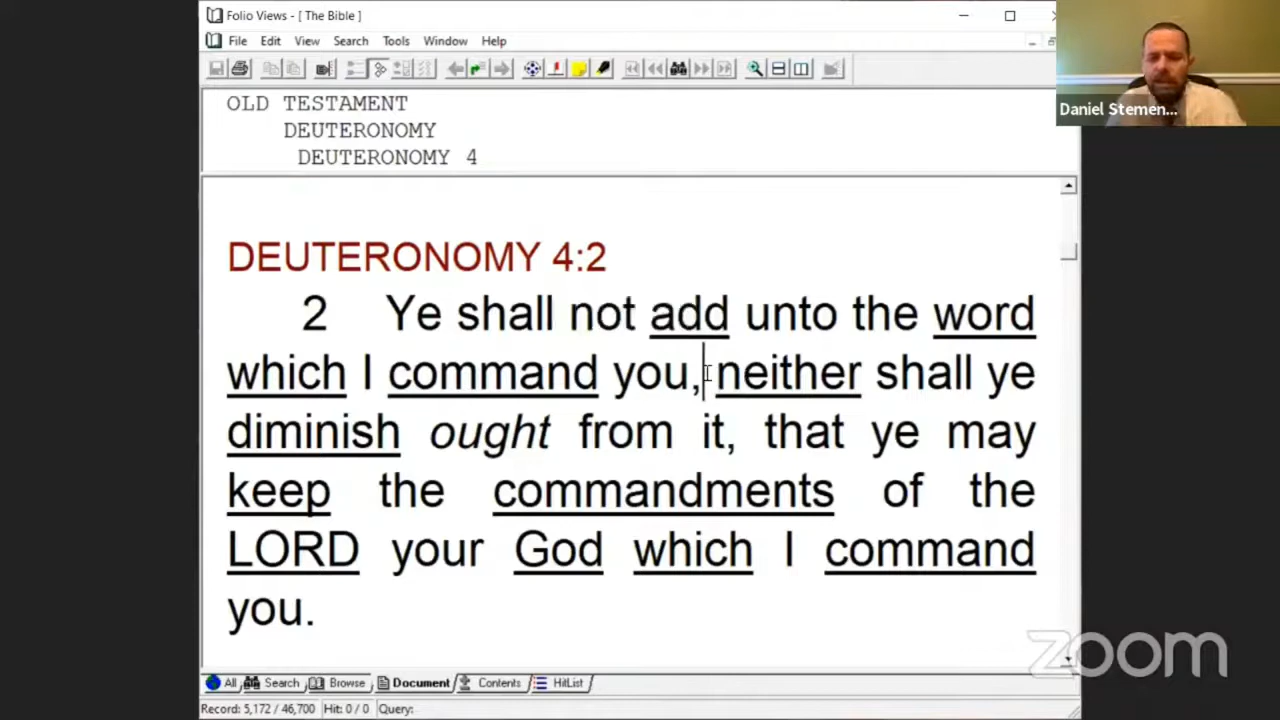 Folio Views - [ The Bible ]
File Edit View Search Tools Window Help
OLD TESTAMENT
DEUTERONOMY
DEUTERONOMY 4
Daniel Stemen...
DEUTERONOMY 4:2
2 Ye shall not add unto the word
which I command you, neither shall ye
diminish ought from it, that ye may
keep the commandments of the
LORD your God which I command
you.
zoom
All Search Browse Document Contents HitList
Record: 5,172 / 46,700 Hit: 0 / 0 Query: